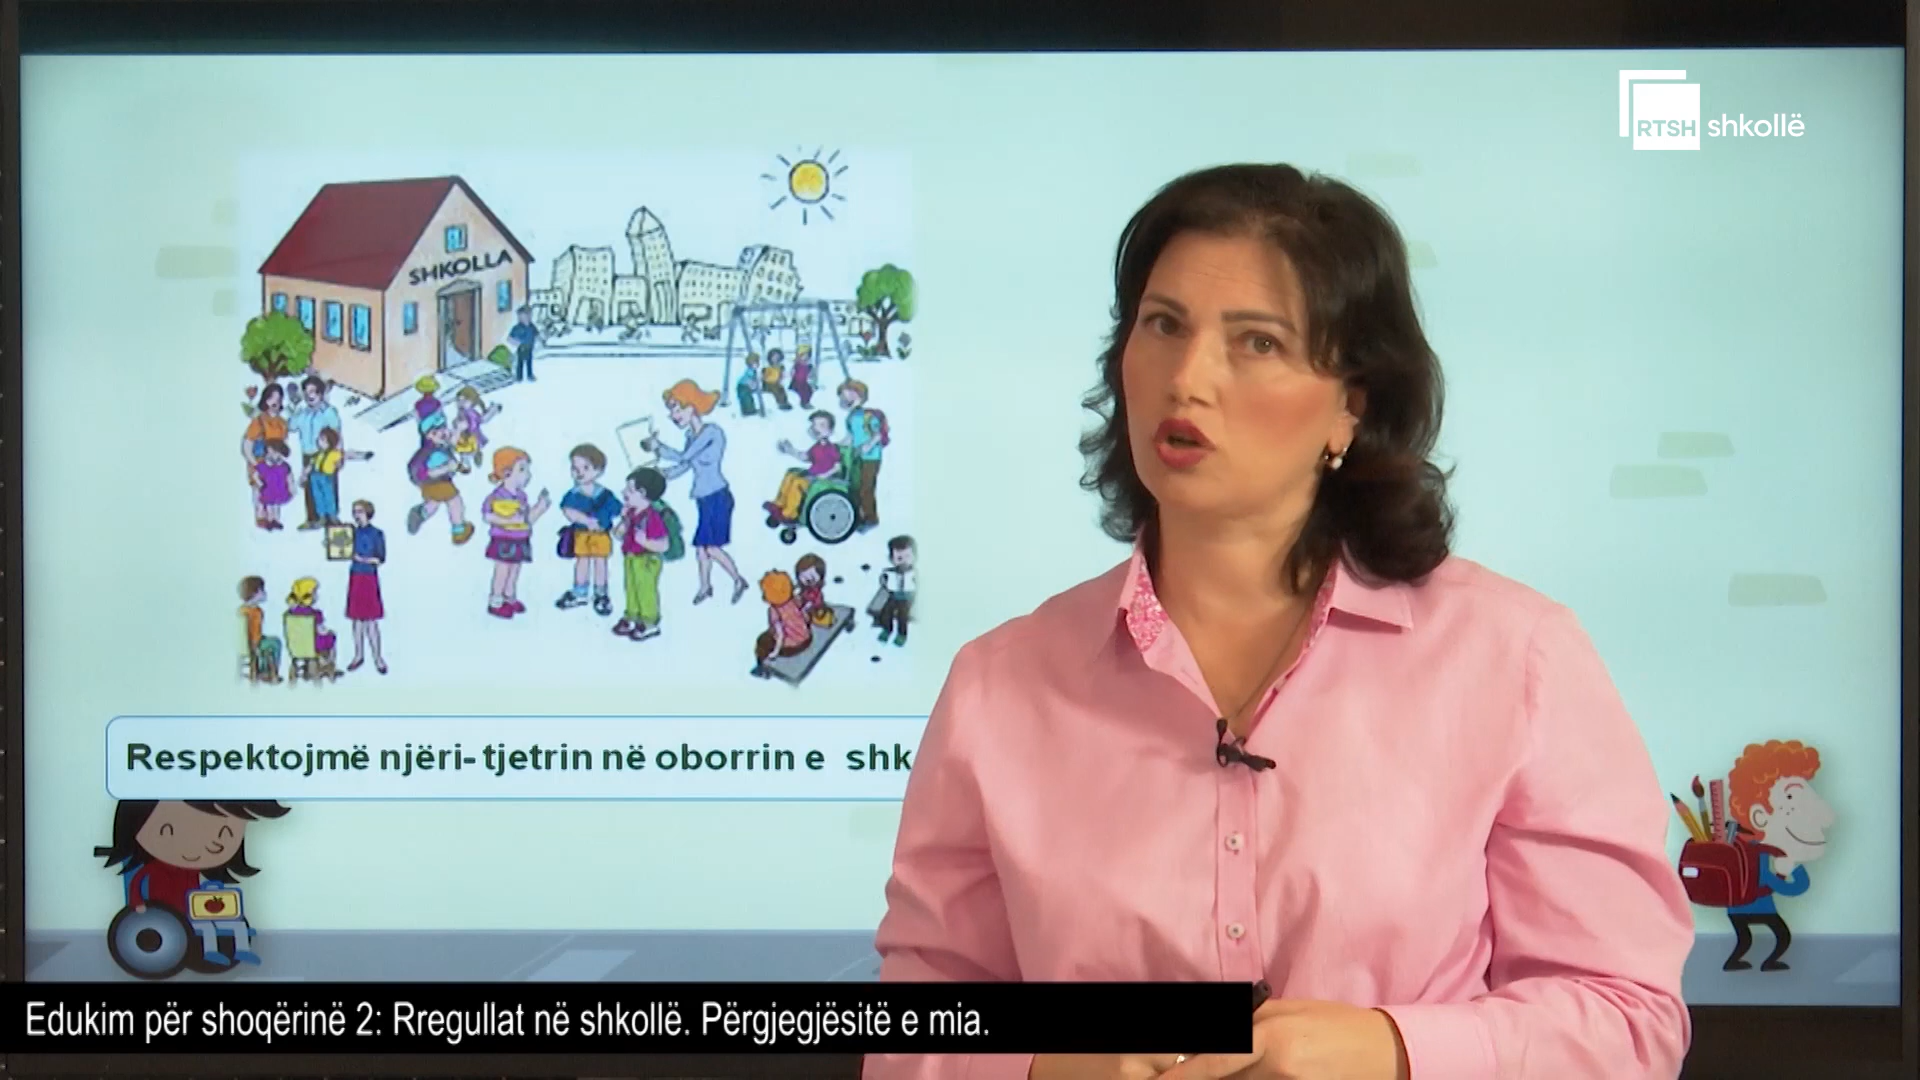 RTSH shkollë
SHKOLLA
Respektojmë njëri-tjetrin në oborrin e shk
Edukim për shoqërinë 2: Rregullat në shkollë. Përgjegjësitë e mia.